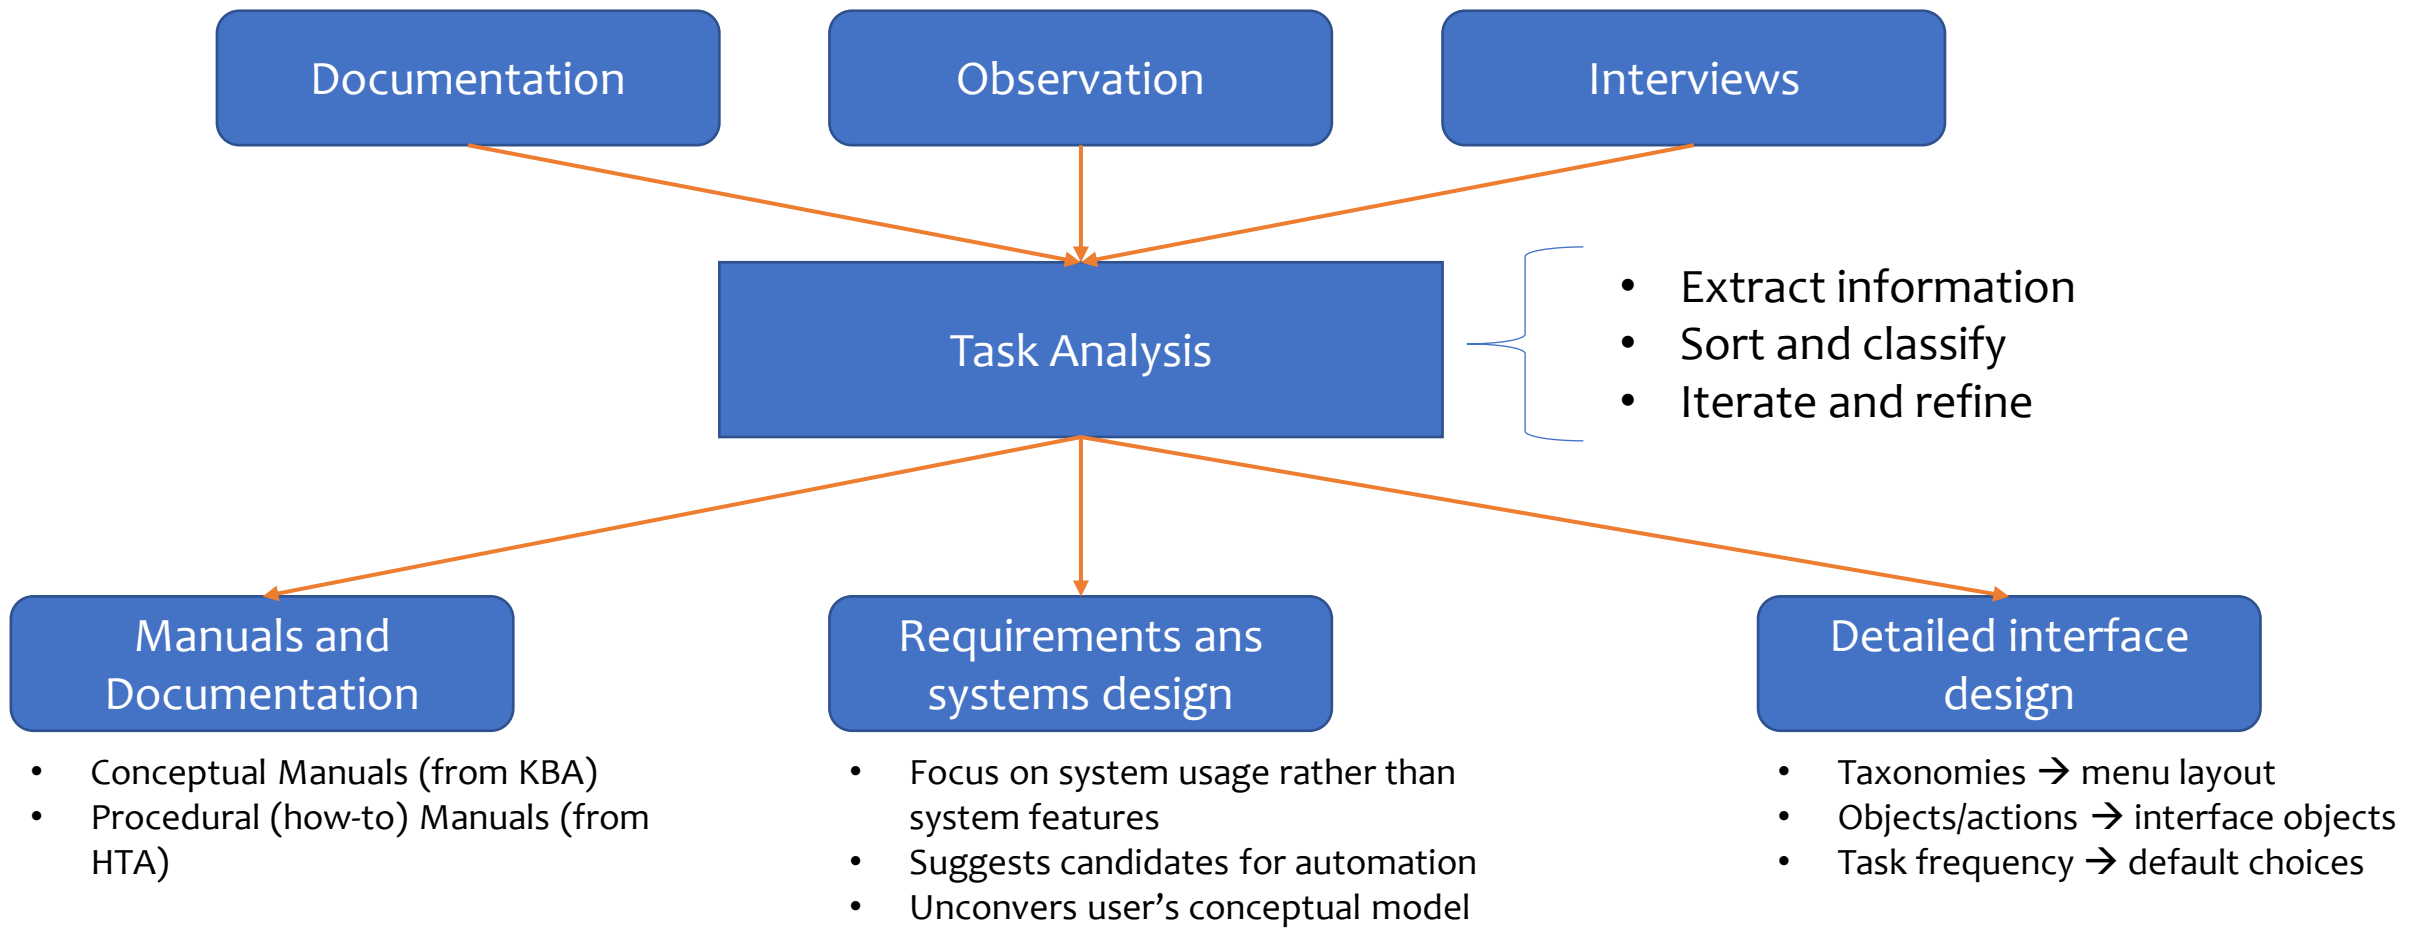 Documentation
Observation
Interviews
Task Analysis
• Extract information
• Sort and classify
• Iterate and refine
Manuals and
Documentation
• Conceptual Manuals (from KBA)
• Procedural (how-to) Manuals (from
HTA)
Requirements ans
systems design
• Focus on system usage rather than
system features
• Suggests candidates for automation
• Unconvers user's conceptual model
Detailed interface
design
• Taxonomies → menu layout
• Objects/actions → interface objects
• Task frequency → default choices